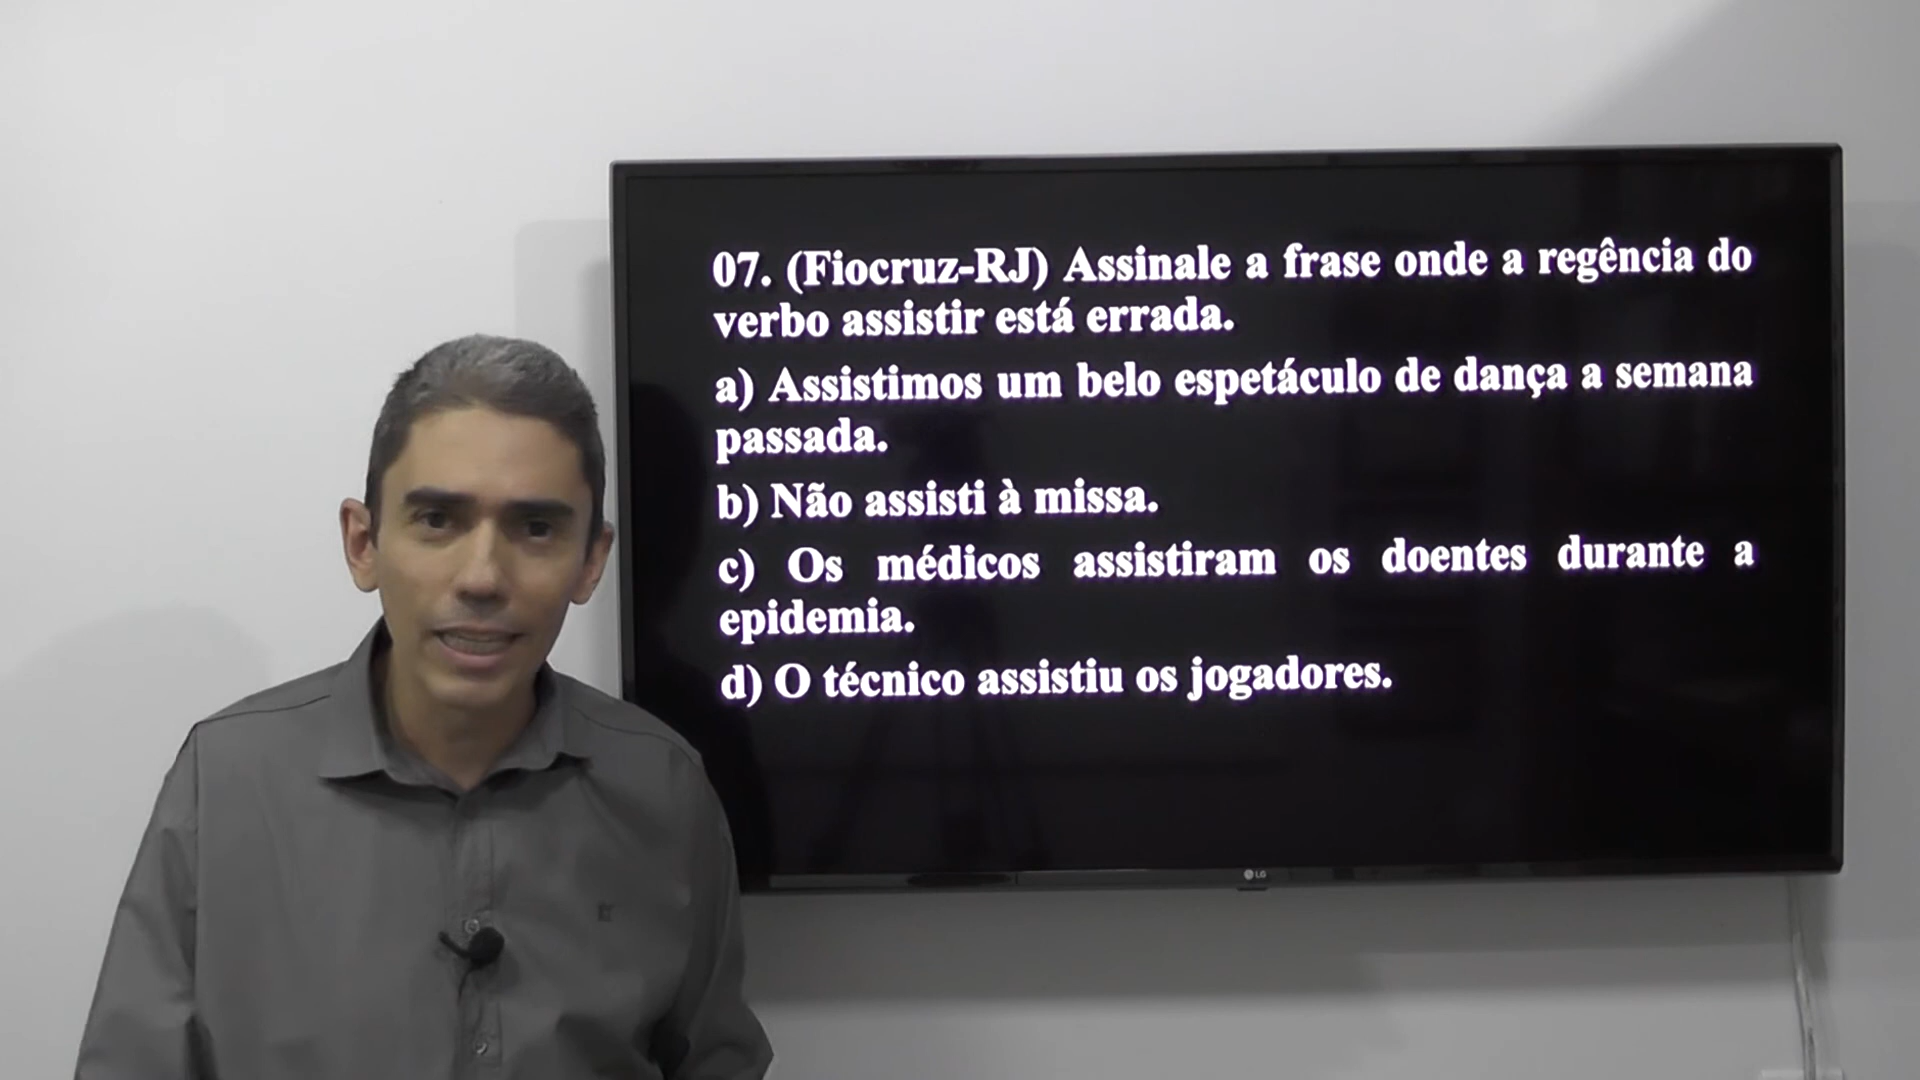 07. (Fiocruz-RJ) Assinale a frase onde a regência do
verbo assistir está errada.
a) Assistimos um belo espetáculo de dança a semana
passada.
b) Não assisti à missa.
c) Os médicos assistiram os doentes durante a
epidemia.
d) O técnico assistiu os jogadores.
LG